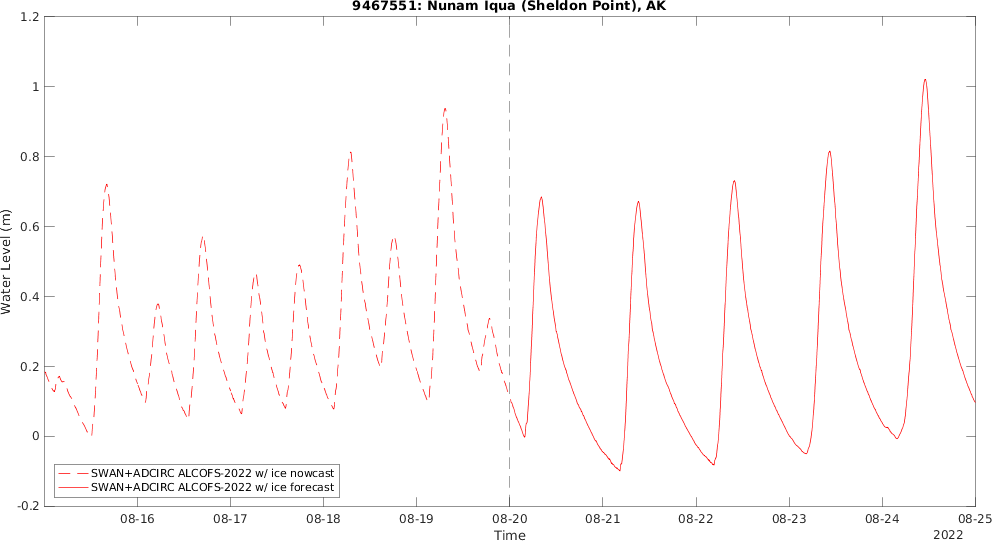 9467551: Nunam Iqua (Sheldon Point), AK
1.2
1
0.8
0.6
0.4
0.2
0
-0.2
Water Level (m)
SWAN+ADCIRC ALCOFS-2022 w/ ice nowcast
SWAN+ADCIRC ALCOFS-2022 w/ ice forecast
08-16 08-17 08-18 08-19 08-20 08-21 08-22 08-23 08-24 08-25
Time
2022